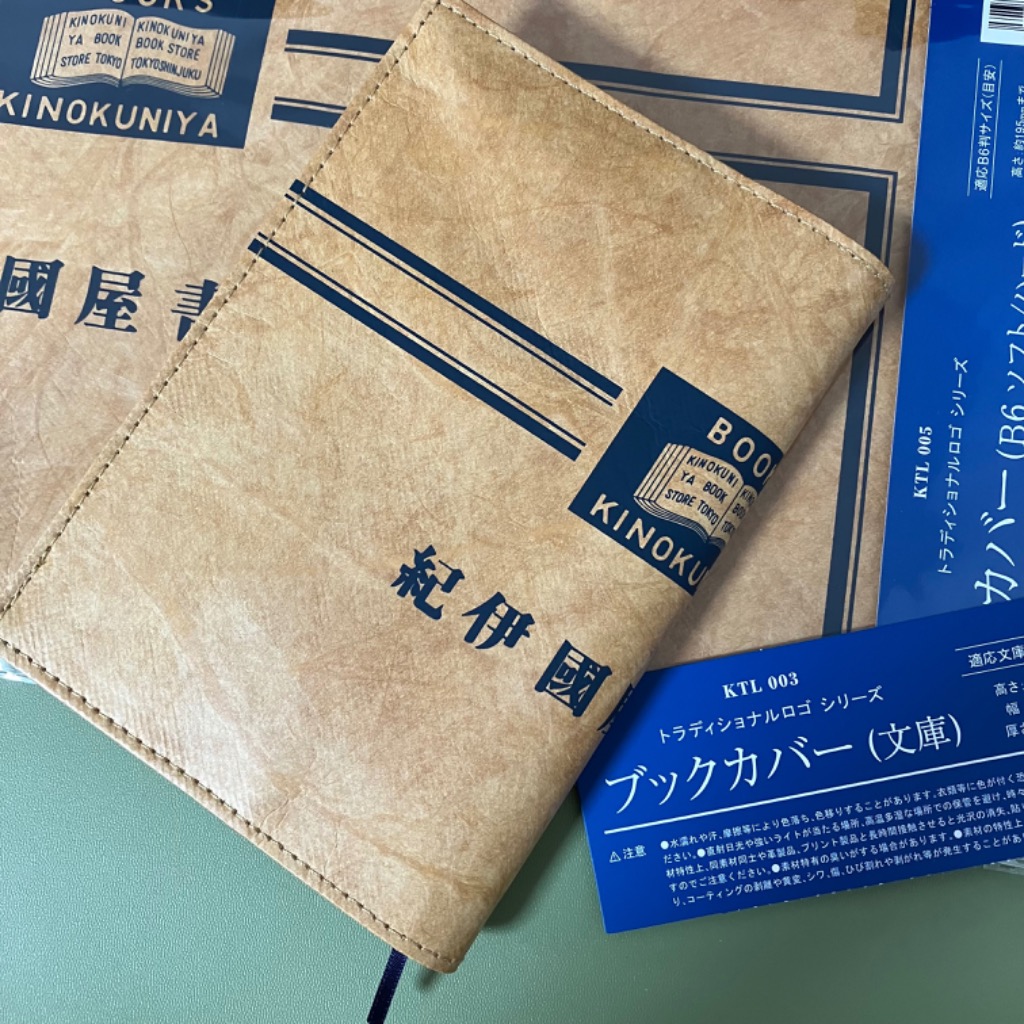 BOOKS
KINOKUNI
YA BOOK
STORE TOKYO
KINOKUNIYA
BOOK STORE
TOKYOSHINJUKU
KINOKUNIYA
國屋書
BOO
KINOKUNI
YA BOOK
STORE TOKYO
KINOKU
紀伊國
適応B6判サイズ(目安)
高さ 約195mmまで
KTL 005
トラディショナルロゴ シリーズ
カバー(B6 ソフト/ハード)
KTL 003
トラディショナルロゴ シリーズ
ブックカバー(文庫)
適応文庫
高さ
幅
厚さ
⚠注意
●水濡れや汗、摩擦等により色落ち、色移りすることがあります。衣類等に色が付く恐
ださい。●直射日光や強いライトが当たる場所、高温多湿な場所での保管を避け、
材特性上、同素材同士や革製品、プリント製品と長時間接触させると光沢の消失、貼
すのでご注意ください。●素材特有の臭いがする場合があります。●素材の特性上
り、コーティングの剥離や黄変、シワ、傷、ひび割れや剥がれ等が発生することがあ